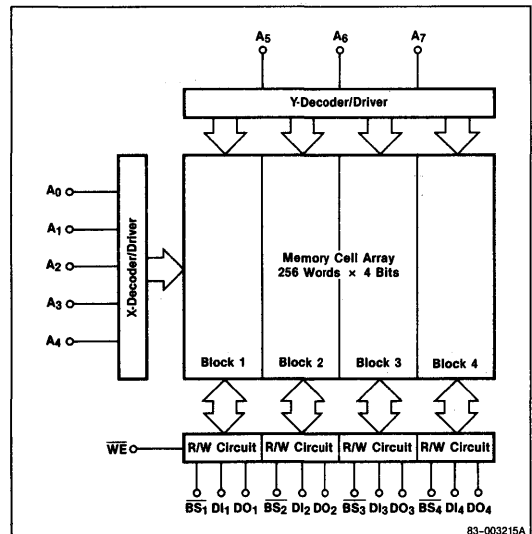 A5 A6 A7
Y-Decoder/Driver
A0
A1
A2
A3
A4
X-Decoder/Driver
Memory Cell Array
256 Words × 4 Bits
Block 1 Block 2 Block 3 Block 4
WE
R/W Circuit R/W Circuit R/W Circuit R/W Circuit
BS1 DI1 DO1 BS2 DI2 DO2 BS3 DI3 DO3 BS4 DI4 DO4
83-003215A